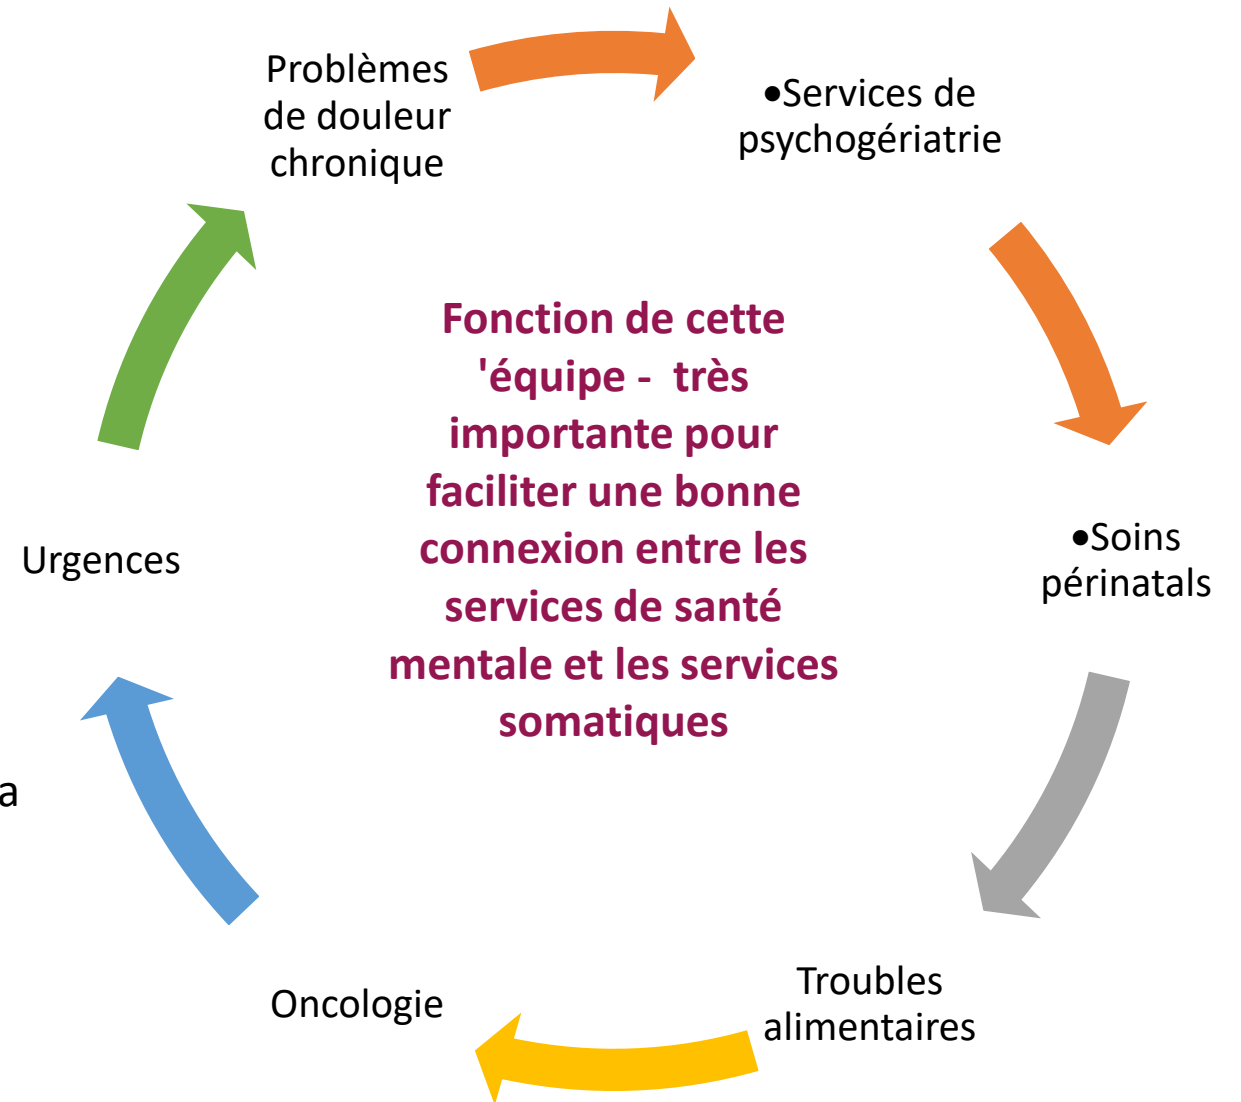 Problèmes
de douleur
chronique
•Services de
psychogériatrie
•Soins
périnatals
Troubles
alimentaires
Oncologie
Urgences
Fonction de cette
'équipe -  très
importante pour
faciliter une bonne
connexion entre les
services de santé
mentale et les services
somatiques
a